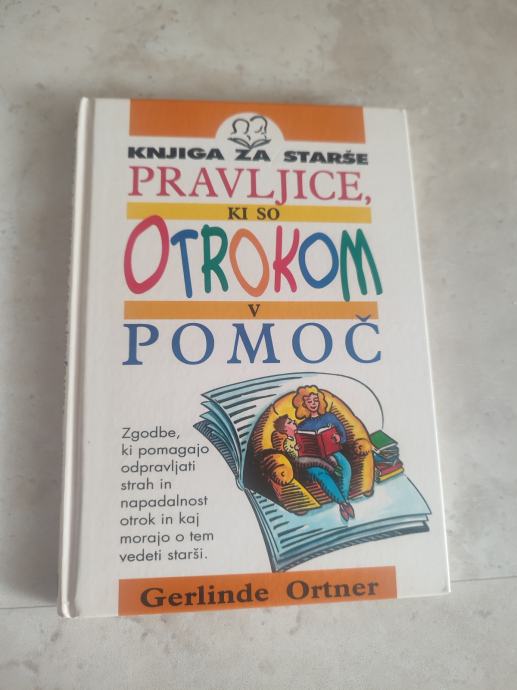 KNJIGA ZA STARŠE
PRAVLJICE,
KI SO
OTROKOM
V
POMOČ
Zgodbe,
ki pomagajo
odpravljati
strah in
napadalnost
otrok in kaj
morajo o tem
vedeti starši.
Gerlinde Ortner